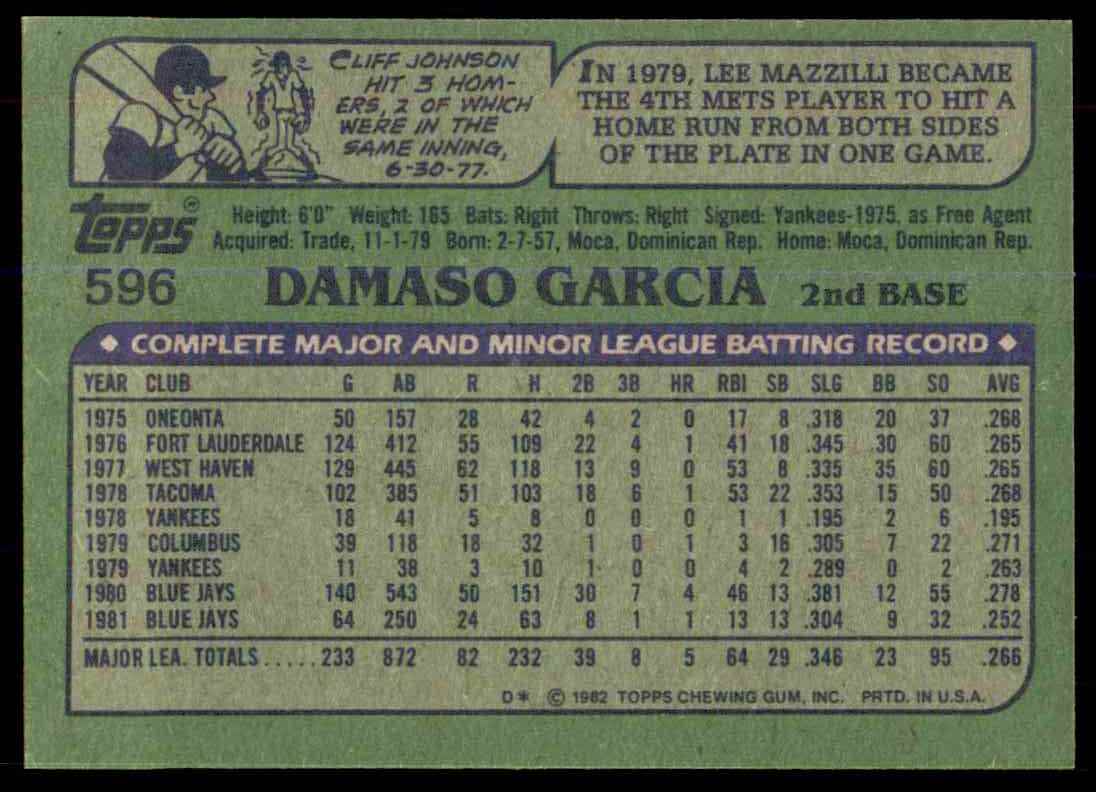 CLIFF JOHNSON
HIT 3 HOM-
ERS, 2 OF WHICH
WERE IN THE
SAME INNING,
6-30-77.
IN 1979, LEE MAZZILLI BECAME
THE 4TH METS PLAYER TO HIT A
HOME RUN FROM BOTH SIDES
OF THE PLATE IN ONE GAME.
Topps®
Height: 6'0" Weight: 165 Bats: Right Throws: Right Signed: Yankees-1975, as Free Agent
Acquired: Trade, 11-1-79 Born: 2-7-57, Moca, Dominican Rep. Home: Moca, Dominican Rep.
596 DAMASO GARCIA 2nd BASE
◆ COMPLETE MAJOR AND MINOR LEAGUE BATTING RECORD ◆
YEAR CLUB G AB R H 2B 3B HR RBI SB SLG BB SO AVG
1975 ONEONTA 50 157 28 42 4 2 0 17 8 .318 20 37 .268
1976 FORT LAUDERDALE 124 412 55 109 22 4 1 41 18 .345 30 60 .265
1977 WEST HAVEN 129 445 62 118 13 9 0 53 8 .335 35 60 .265
1978 TACOMA 102 385 51 103 18 6 1 53 22 .353 15 50 .268
1978 YANKEES 18 41 5 8 0 0 0 1 1 .195 2 6 .195
1979 COLUMBUS 39 118 18 32 1 0 1 3 16 .305 7 22 .271
1979 YANKEES 11 38 3 10 1 0 0 4 2 .289 0 2 .263
1980 BLUE JAYS 140 543 50 151 30 7 4 46 13 .381 12 55 .278
1981 BLUE JAYS 64 250 24 63 8 1 1 13 13 .304 9 32 .252
MAJOR LEA. TOTALS.....233 872 82 232 39 8 5 64 29 .346 23 95 .266
D* © 1982 TOPPS CHEWING GUM, INC. PRTD. IN U.S.A.